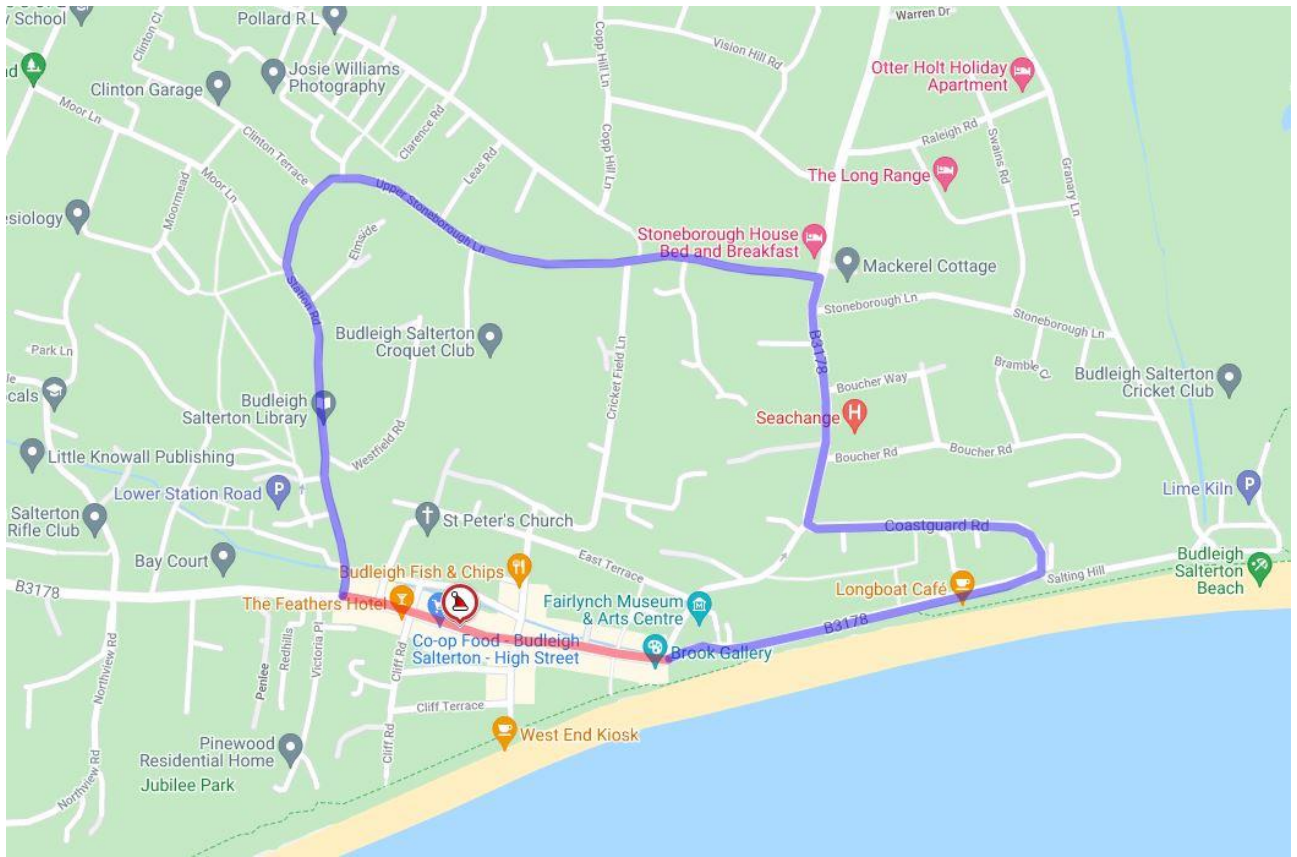 y School
Pollard R L
Clinton Cl
Copp Hill Ln
Warren Dr
Vision Hill Rd
Josie Williams
Photography
Clinton Garage
Otter Holt Holiday
Apartment
Moor Ln
Clinton Terrace
Clarence Rd
Leas Rd
Copp Hill Ln
Raleigh Rd
Swains Rd
Granary Ln
The Long Range
Moormead
Moor Ln
Upper Stoneborough Ln
esiology
Elmside
Stoneborough House
Bed and Breakfast
Mackerel Cottage
Station Rd
Stoneborough Ln
Stoneborough Ln
Budleigh Salterton
Croquet Club
B3178
Park Ln
Cricket Field Ln
Bramble Cl
Budleigh Salterton
Cricket Club
Boucher Way
cals
Budleigh
Salterton Library
Seachange
Westfield Rd
Little Knowall Publishing
Boucher Rd
Boucher Rd
Lower Station Road
Lime Kiln
Salterton
Rifle Club
St Peter's Church
Coastguard Rd
Bay Court
East Terrace
Budleigh Fish & Chips
Budleigh
Salterton
Beach
Salting Hill
B3178
Longboat Café
The Feathers Hotel
Fairlynch Museum
& Arts Centre
B3178
Co-op Food - Budleigh
Salterton - High Street
Brook Gallery
Northview Rd
Penlee
Redhills
Victoria Pl
Cliff Rd
Cliff Terrace
West End Kiosk
Cliff Rd
Pinewood
Residential Home
Jubilee Park
Northview Rd